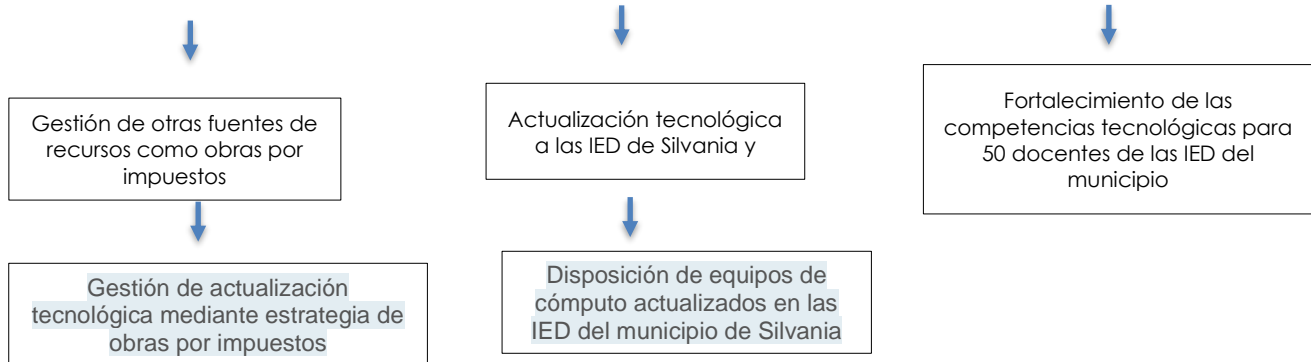 Gestión de otras fuentes de
recursos como obras por
impuestos
Actualización tecnológica
a las IED de Silvania y
Fortalecimiento de las
competencias tecnológicas para
50 docentes de las IED del
municipio
Gestión de actualización
tecnológica mediante estrategia de
obras por impuestos
Disposición de equipos de
cómputo actualizados en las
IED del municipio de Silvania